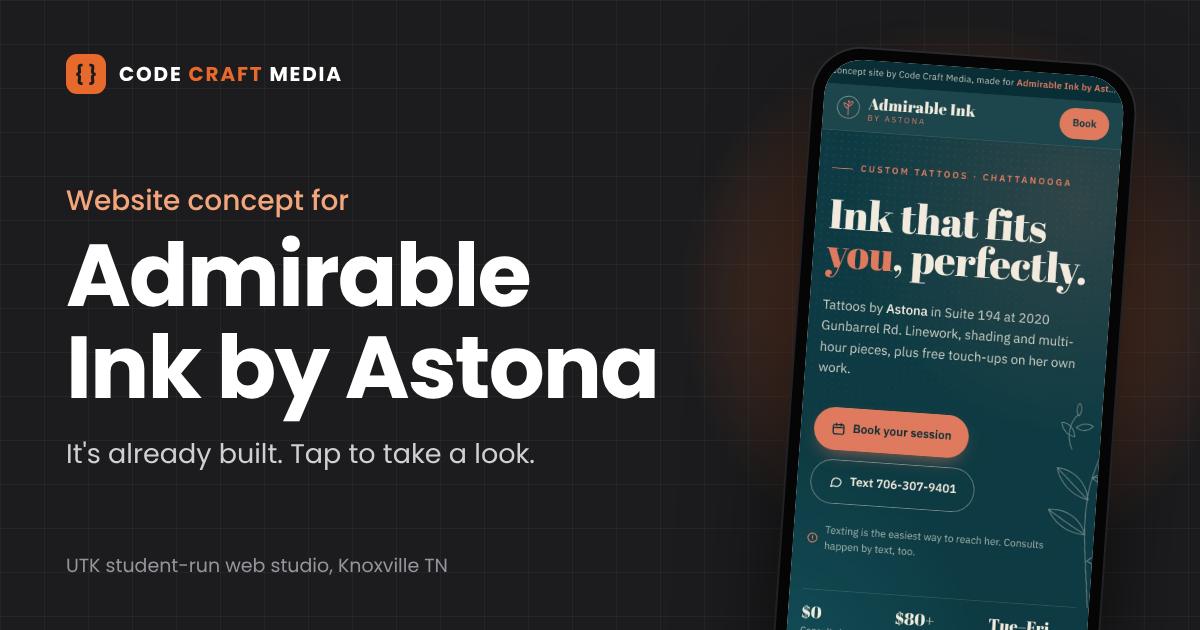 { } CODE CRAFT MEDIA
Website concept for
Admirable
Ink by Astona
It's already built. Tap to take a look.
UTK student-run web studio, Knoxville TN
concept site by Code Craft Media, made for Admirable Ink by Ast...
Admirable Ink
BY ASTONA
Book
CUSTOM TATTOOS · CHATTANOOGA
Ink that fits
you, perfectly.
Tattoos by Astona in Suite 194 at 2020
Gunbarrel Rd. Linework, shading and multi-
hour pieces, plus free touch-ups on her own
work.
Book your session
Text 706-307-9401
Texting is the easiest way to reach her. Consults
happen by text, too.
$0
$80+
Tue–Fri